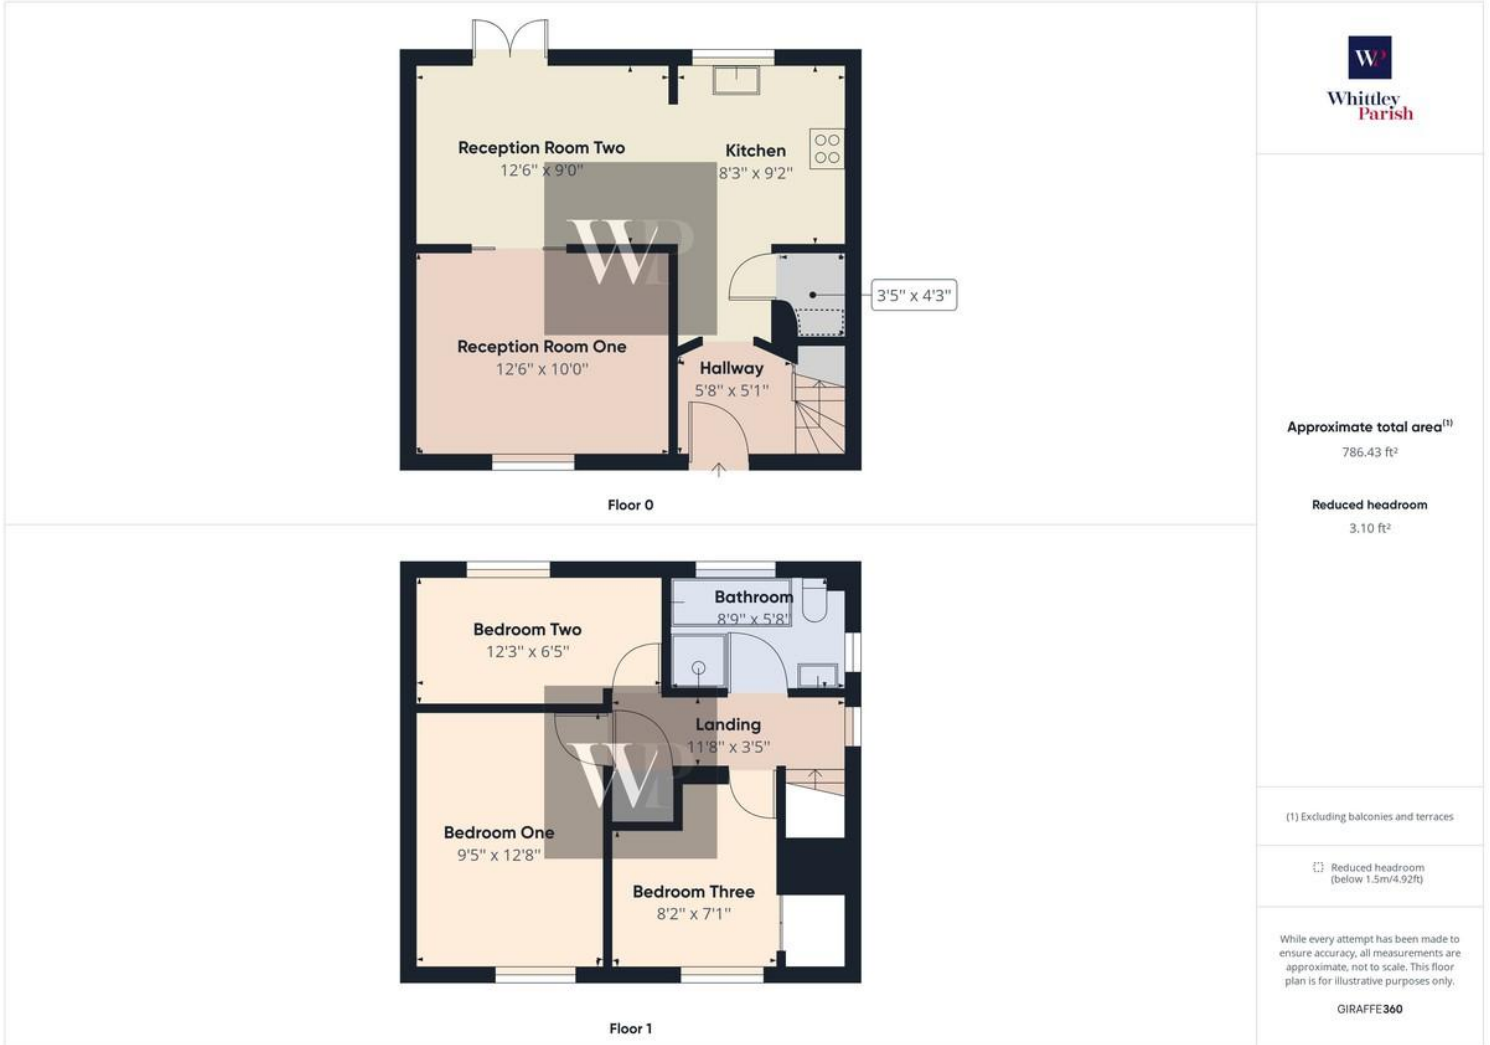 Reception Room Two
12'6" x 9'0"
Kitchen
8'3" x 9'2"
WP
3'5" x 4'3"
Reception Room One
12'6" x 10'0"
Hallway
5'8" x 5'1"
Floor 0
Bedroom Two
12'3" x 6'5"
Bathroom
8'9" x 5'8"
Landing
11'8" x 3'5"
WP
Bedroom One
9'5" x 12'8"
Bedroom Three
8'2" x 7'1"
Floor 1
WP
Whittley
Parish
Approximate total area(1)
786.43 ft²
Reduced headroom
3.10 ft²
(1) Excluding balconies and terraces
Reduced headroom
(below 1.5m/4.92ft)
While every attempt has been made to
ensure accuracy, all measurements are
approximate, not to scale. This floor
plan is for illustrative purposes only.
GIRAFFE360